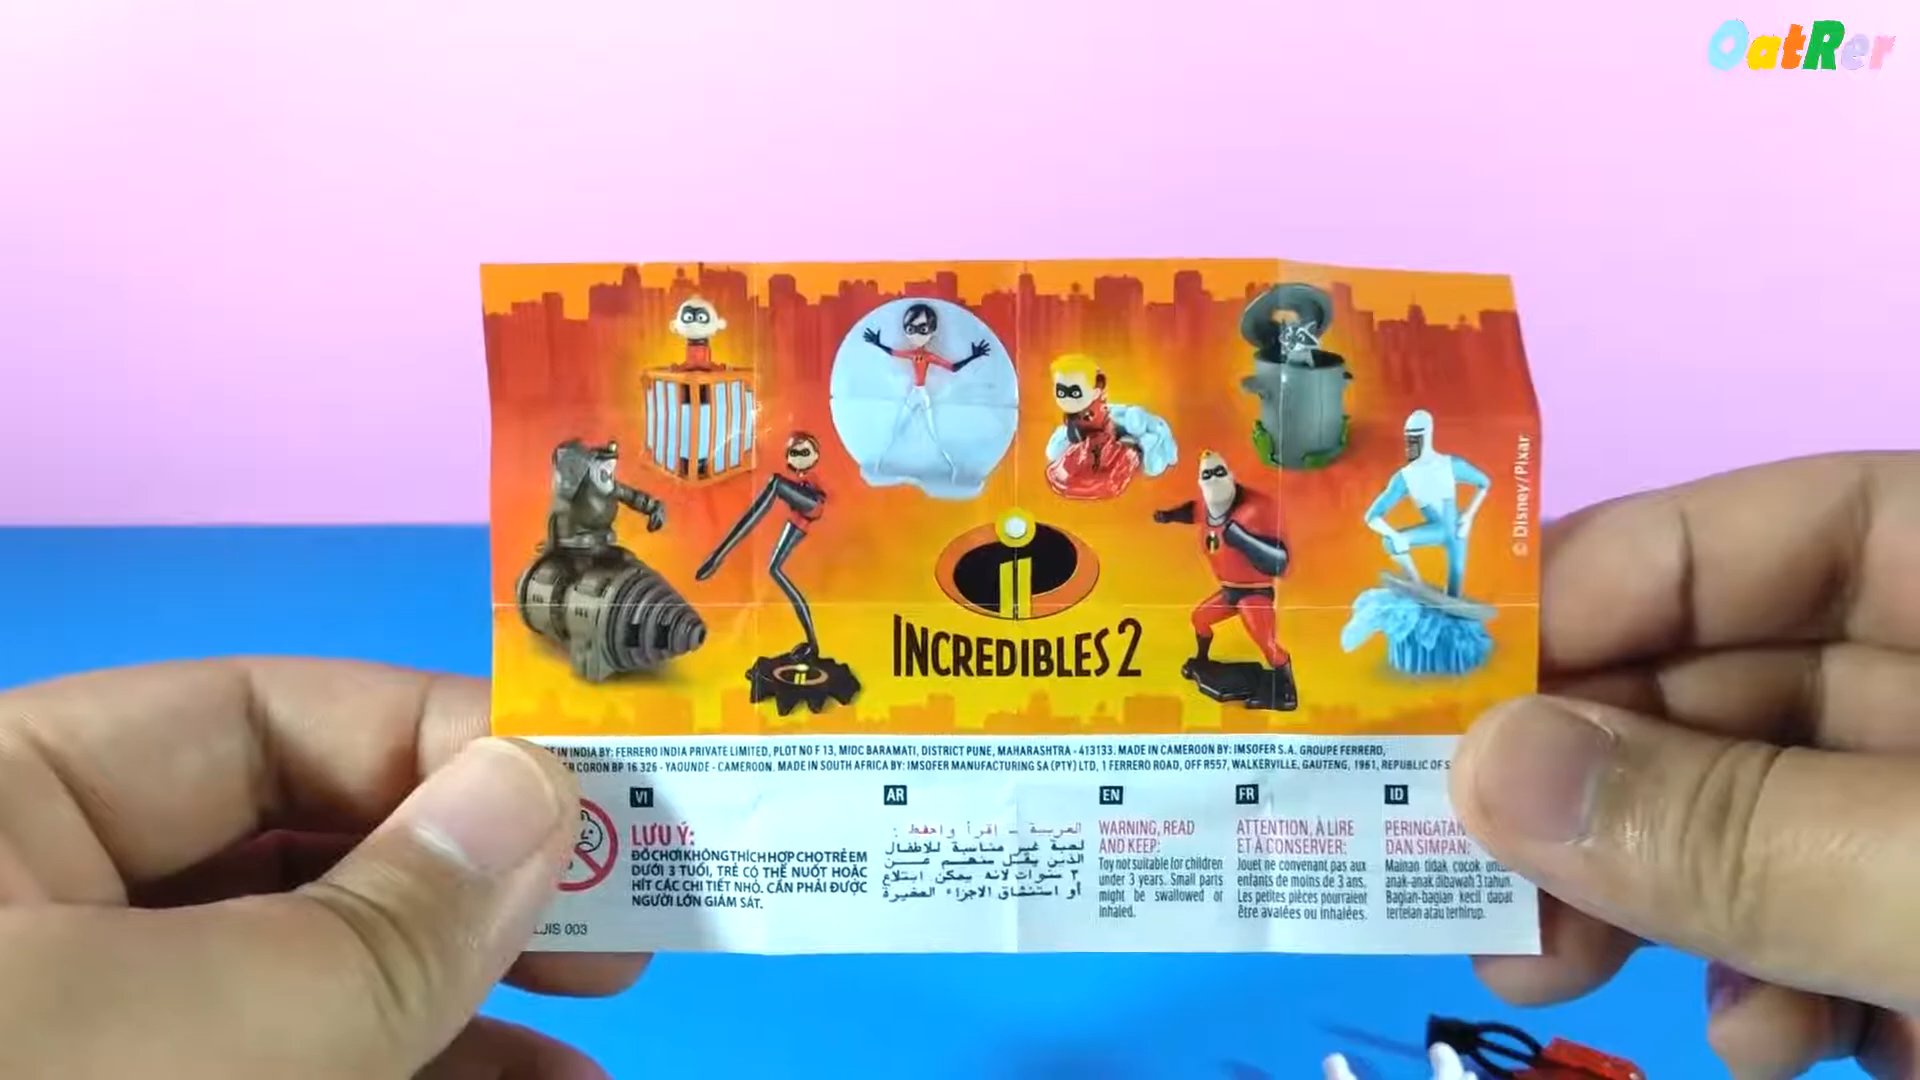 OatRer
© Disney/Pixar
INCREDIBLES 2
IN INDIA BY: FERRERO INDIA PRIVATE LIMITED, PLOT NO F 13, MIDC BARAMATI, DISTRICT PUNE, MAHARASHTRA - 413133. MADE IN CAMEROON BY: IMSOFER S.A. GROUPE FERRERO,
CORON BP 16 326 - YAOUNDE - CAMEROON. MADE IN SOUTH AFRICA BY: IMSOFER MANUFACTURING SA (PTY) LTD, 1 FERRERO ROAD, OFF R557, WALKERVILLE, GAUTENG, 1961, REPUBLIC OF
VI
LƯU Ý:
ĐỒ CHƠI KHÔNG THÍCH HỢP CHO TRẺ EM
DƯỚI 3 TUỔI, TRẺ CÓ THỂ NUỐT HOẶC
HÍT CÁC CHI TIẾT NHỎ. CẦN PHẢI ĐƯỢC
NGƯỜI LỚN GIÁM SÁT.
AR
العربية - إقرأ واحفظ :
لعبة غير مناسبة للاطفال
الذين يقل سنهم عن
٣ سنوات لانه يمكن ابتلاع
أو استنشاق الاجزاء الصغيرة
EN
WARNING, READ
AND KEEP:
Toy not suitable for children
under 3 years. Small parts
might be swallowed or
inhaled.
FR
ATTENTION, À LIRE
ET À CONSERVER:
Jouet ne convenant pas aux
enfants de moins de 3 ans.
Les petites pièces pourraient
être avalées ou inhalées.
ID
PERINGATAN
DAN SIMPAN:
Mainan tidak cocok untuk
anak-anak dibawah 3 tahun.
Bagian-bagian kecil dapat
tertelan atau terhirup.
003